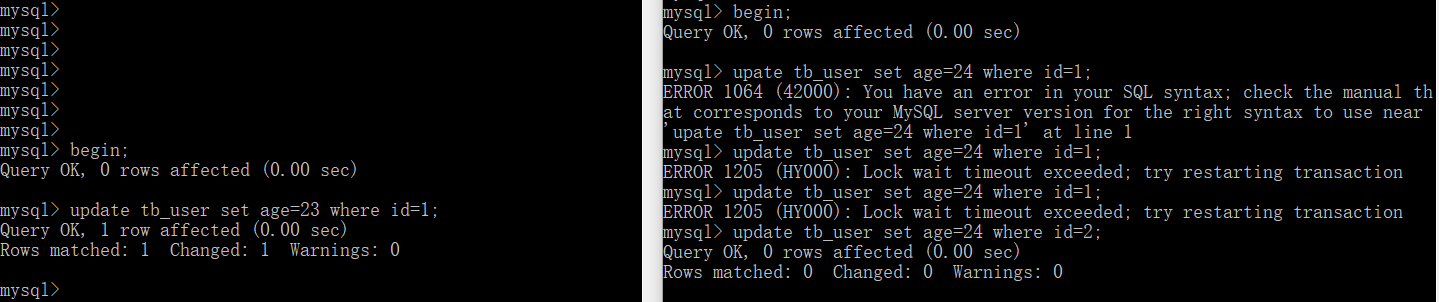 mysql>
mysql>
mysql>
mysql>
mysql>
mysql>
mysql>
mysql> begin;
Query OK, 0 rows affected (0.00 sec)
mysql> update tb_user set age=23 where id=1;
Query OK, 1 row affected (0.00 sec)
Rows matched: 1  Changed: 1  Warnings: 0
mysql>
mysql> begin;
Query OK, 0 rows affected (0.00 sec)
mysql> upate tb_user set age=24 where id=1;
ERROR 1064 (42000): You have an error in your SQL syntax; check the manual th
at corresponds to your MySQL server version for the right syntax to use near
'upate tb_user set age=24 where id=1' at line 1
mysql> update tb_user set age=24 where id=1;
ERROR 1205 (HY000): Lock wait timeout exceeded; try restarting transaction
mysql> update tb_user set age=24 where id=1;
ERROR 1205 (HY000): Lock wait timeout exceeded; try restarting transaction
mysql> update tb_user set age=24 where id=2;
Query OK, 0 rows affected (0.00 sec)
Rows matched: 0  Changed: 0  Warnings: 0